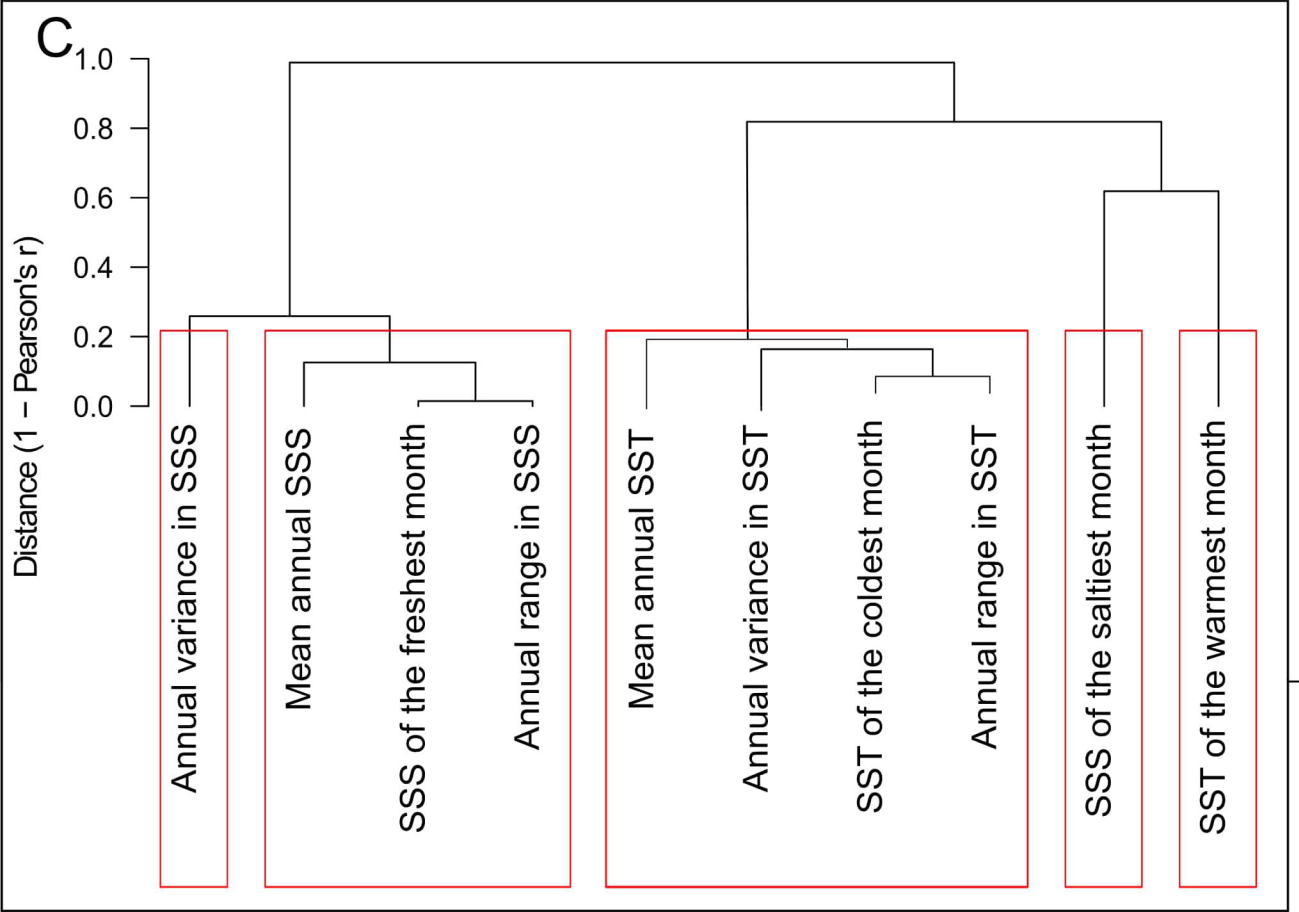 C
1.0
0.8
0.6
0.4
0.2
0.0
Distance (1 − Pearson's r)
Annual variance in SSS
Mean annual SSS
SSS of the freshest month
Annual range in SSS
Mean annual SST
Annual variance in SST
SST of the coldest month
Annual range in SST
SSS of the saltiest month
SST of the warmest month